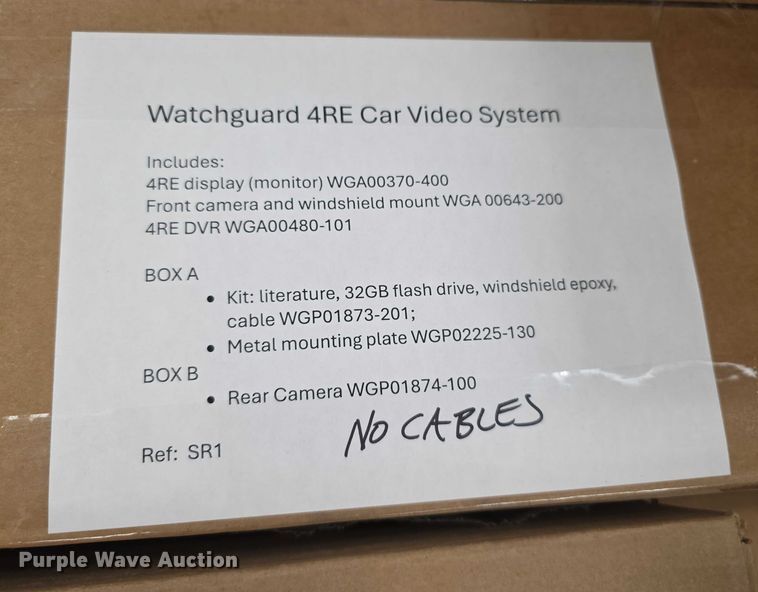 Watchguard 4RE Car Video System
Includes:
4RE display (monitor) WGA00370-400
Front camera and windshield mount WGA 00643-200
4RE DVR WGA00480-101
BOX A
• Kit: literature, 32GB flash drive, windshield epoxy,
cable WGP01873-201;
• Metal mounting plate WGP02225-130
BOX B
• Rear Camera WGP01874-100
NO CABLES
Ref: SR1
Purple Wave Auction